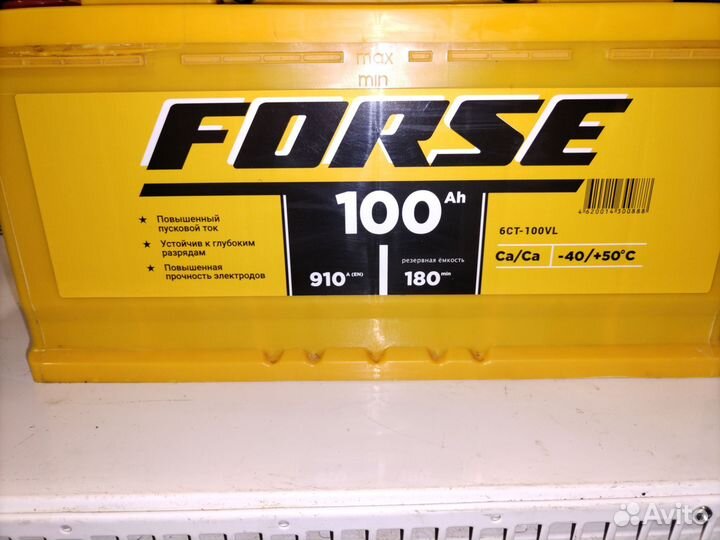 max
min
FORSE
★ Повышенный
пусковой ток
★ Устойчив к глубоким
разрядам
★ Повышенная
прочность электродов
100 Ah
910 A (EN)
резервная ёмкость
180 min
4620014300888
6СТ-100VL
Ca/Ca
-40/+50°C
Avito